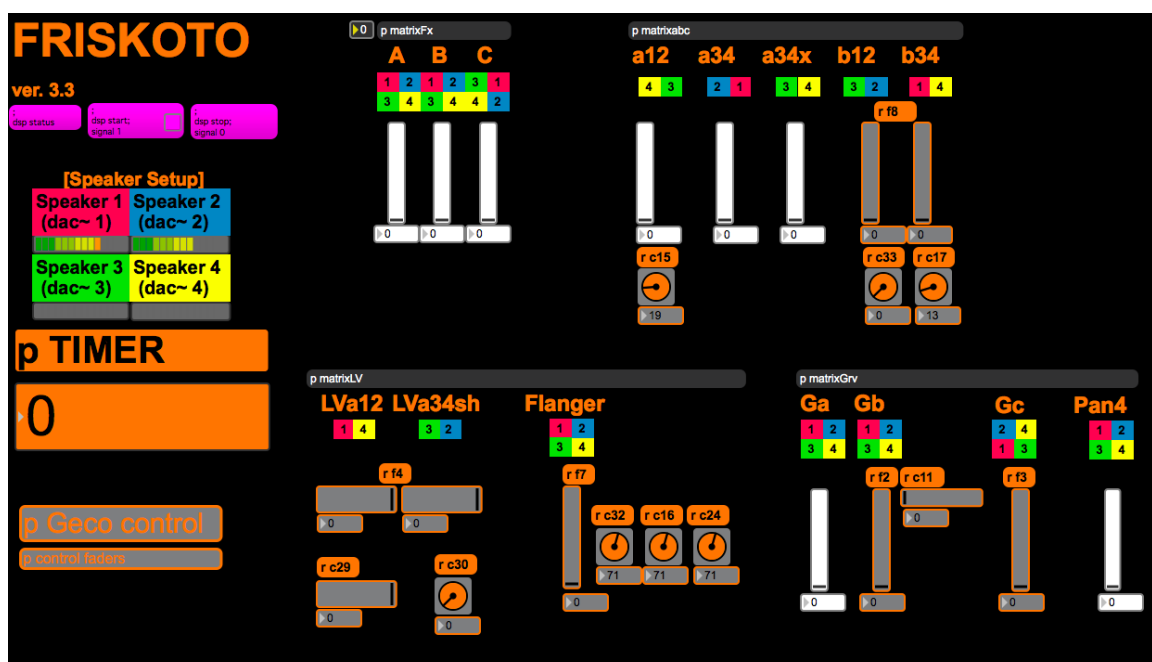 FRISKOTO
ver. 3.3
;
dsp status
;
dsp start;
signal 1
;
dsp stop;
signal 0
[Speaker Setup]
Speaker 1
(dac~ 1)
Speaker 2
(dac~ 2)
Speaker 3
(dac~ 3)
Speaker 4
(dac~ 4)
p TIMER
0
p Geco control
p control faders
0
p matrixFx
A B C
1 2 1 2 3 1
3 4 3 4 4 2
0 0 0
p matrixabc
a12 a34 a34x b12 b34
4 3 2 1 3 4 3 2 1 4
r f8
0 0 0 0 0
r c15 r c33 r c17
19 0 13
p matrixLV
LVa12 LVa34sh Flanger
1 4 3 2 1 2
3 4
r f4
0 0
r c29
0
r c30
0
r f7
0
r c32 r c16 r c24
71 71 71
p matrixGrv
Ga Gb Gc Pan4
1 2 1 2 2 4 1 2
3 4 3 4 1 3 3 4
r f2 r c11 r f3
0
0 0 0 0